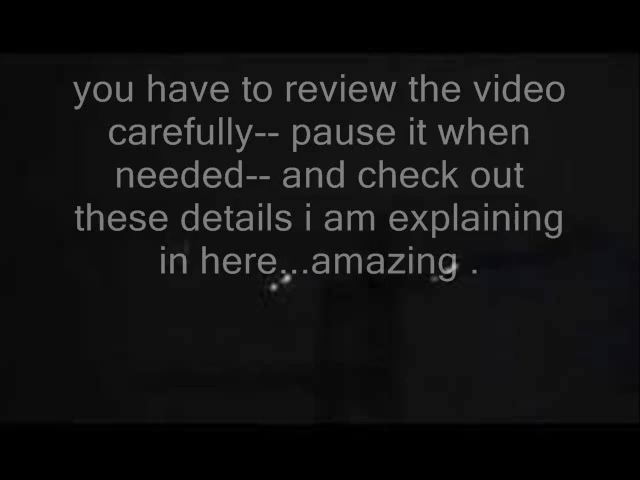 you have to review the video
carefully-- pause it when
needed-- and check out
these details i am explaining
in here...amazing .